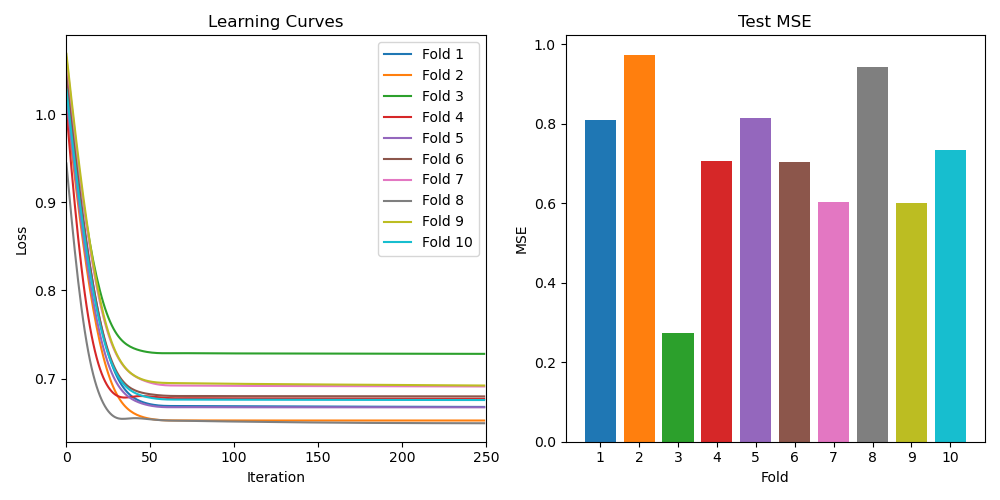 Learning Curves
Loss
1.0
0.9
0.8
0.7
0
50
100
150
200
250
Iteration
Fold 1
Fold 2
Fold 3
Fold 4
Fold 5
Fold 6
Fold 7
Fold 8
Fold 9
Fold 10
Test MSE
MSE
1.0
0.8
0.6
0.4
0.2
0.0
1
2
3
4
5
6
7
8
9
10
Fold